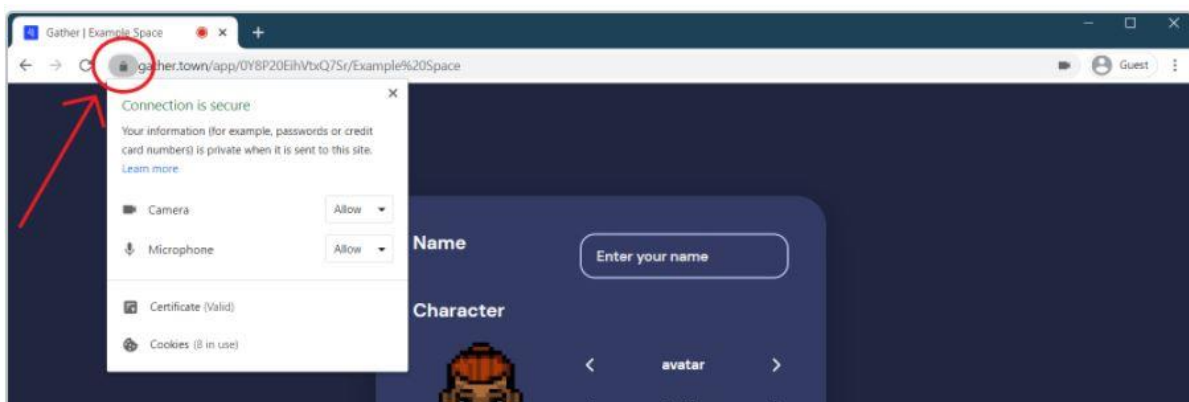 Gather | Example Space
gather.town/app/0Y8P20EihVtxQ7Sr/Example%20Space
Guest
Connection is secure
Your information (for example, passwords or credit
card numbers) is private when it is sent to this site.
Learn more
Camera
Allow
Microphone
Allow
Certificate (Valid)
Cookies (8 in use)
Name
Enter your name
Character
avatar